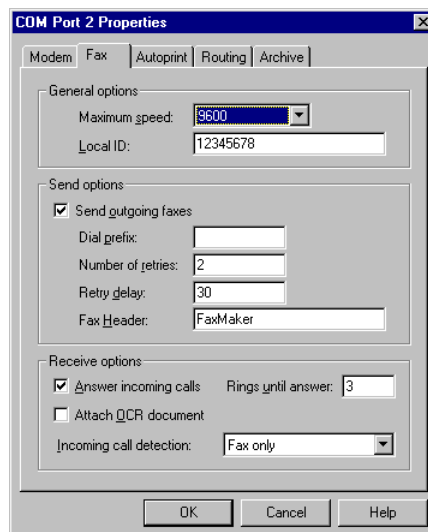 COM Port 2 Properties
Modem Fax Autoprint Routing Archive
General options
Maximum speed: 9600
Local ID: 12345678
Send options
Send outgoing faxes
Dial prefix:
Number of retries: 2
Retry delay: 30
Fax Header: FaxMaker
Receive options
Answer incoming calls Rings until answer: 3
Attach OCR document
Incoming call detection: Fax only
OK Cancel Help